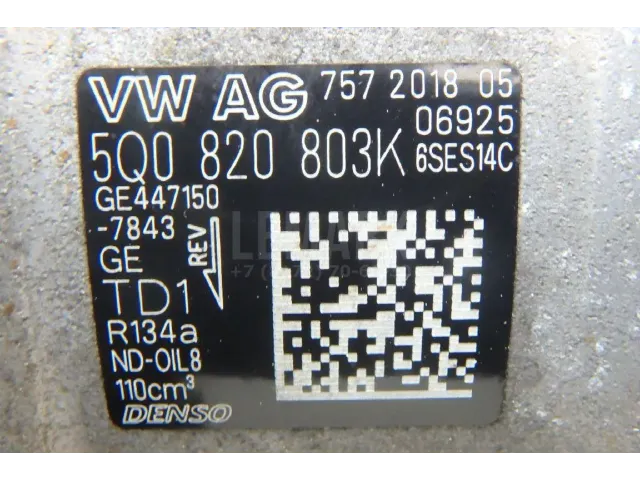 VW AG 757 2018 05
06925
5Q0 820 803K 6SES14C
GE447150
-7843
REV
GE
TD1
R134a
ND-OIL8
110cm³
DENSO